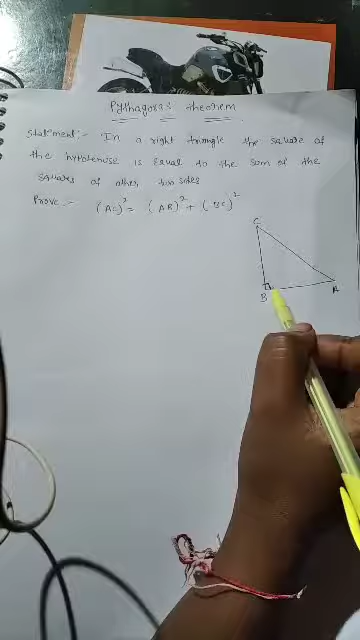 Pythagoras theorem
Statement:- In a right triangle the square of
the hypotenuse is equal to the sum of the
squares of other two sides
Prove:- (AC)² = (AB)² + (BC)²
C
B
A